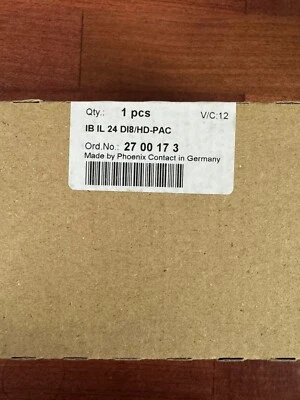 Qty.: 1 pcs V/C:12
IB IL 24 DI8/HD-PAC
Ord.No.: 27 00 17 3
Made by Phoenix Contact in Germany